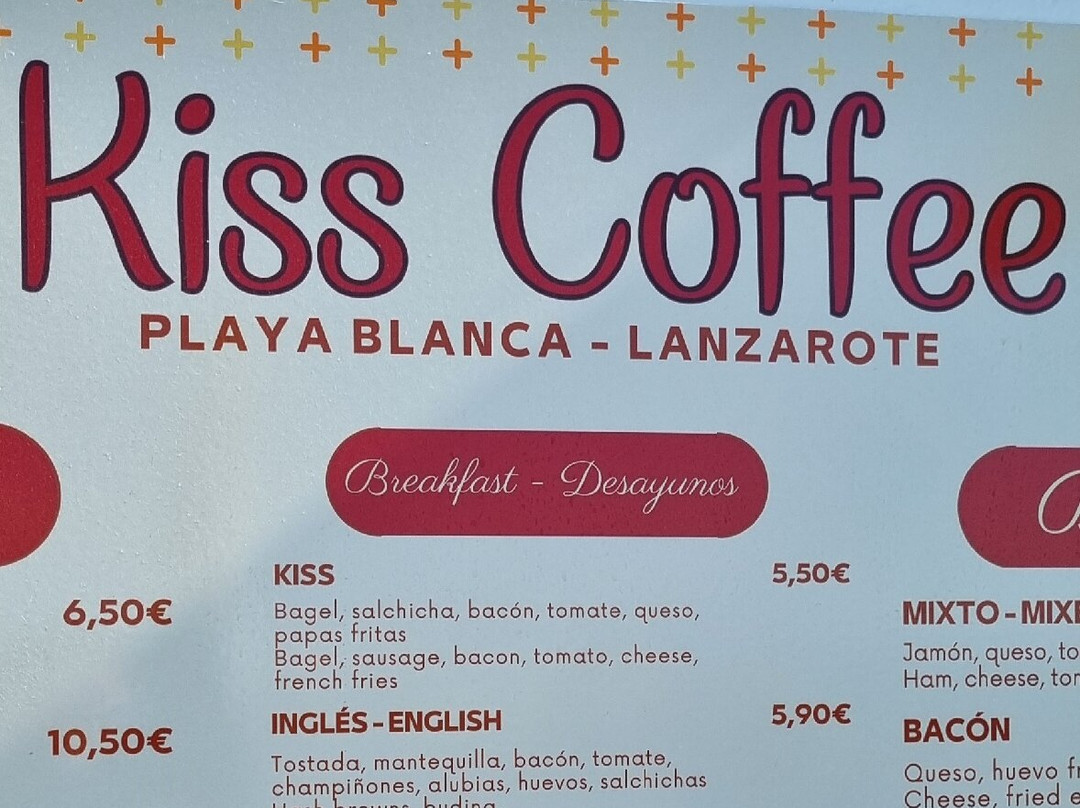 Kiss Coffee
PLAYA BLANCA - LANZAROTE
6,50€
10,50€
Breakfast - Desayunos
KISS 5,50€
Bagel, salchicha, bacón, tomate, queso,
papas fritas
Bagel, sausage, bacon, tomato, cheese,
french fries
INGLÉS - ENGLISH 5,90€
Tostada, mantequilla, bacón, tomate,
champiñones, alubias, huevos, salchichas
MIXTO -
Jamón, queso,
Ham, cheese,
BACÓN
Queso, huevo
Cheese, fried